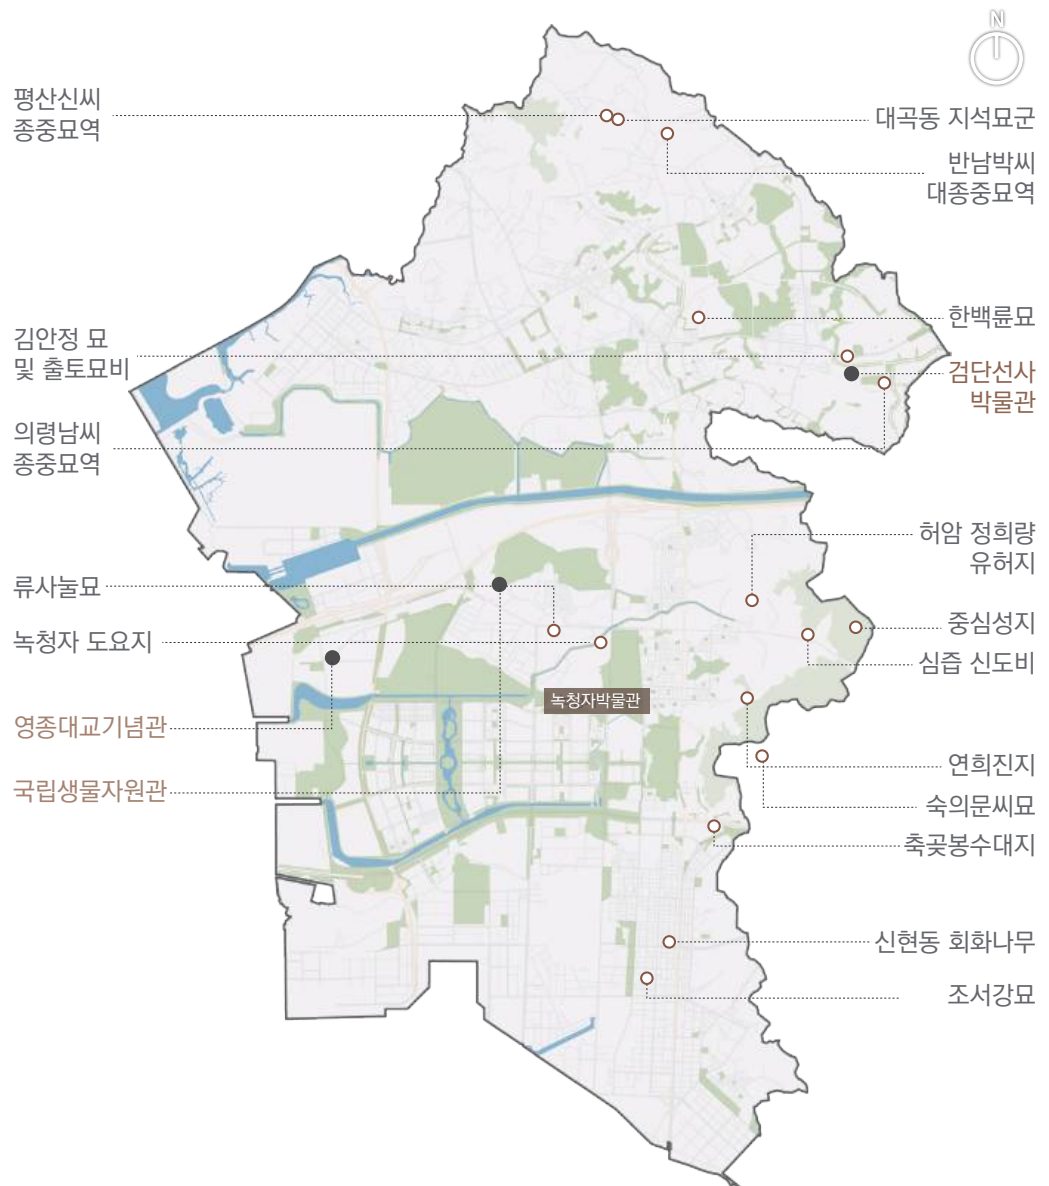 N
평산신씨
종중묘역
대곡동 지석묘군
반남박씨
대종중묘역
한백륜묘
김안정 묘
및 출토묘비
검단선사
박물관
의령남씨
종중묘역
허암 정희량
유허지
류사눌묘
중심성지
녹청자 도요지
심즙 신도비
녹청자박물관
영종대교기념관
연희진지
국립생물자원관
숙의문씨묘
축곶봉수대지
신현동 회화나무
조서강묘